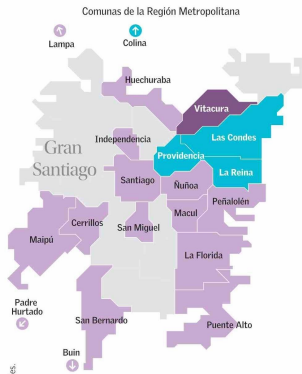 Comunas de la Región Metropolitana
Lampa
Colina
Huechuraba
Vitacura
Las Condes
Independencia
Gran
Santiago
Providencia
La Reina
Santiago
Ñuñoa
Peñalolén
Macul
Cerrillos
San Miguel
Maipú
La Florida
Padre
Hurtado
San Bernardo
Puente Alto
Buin
es.